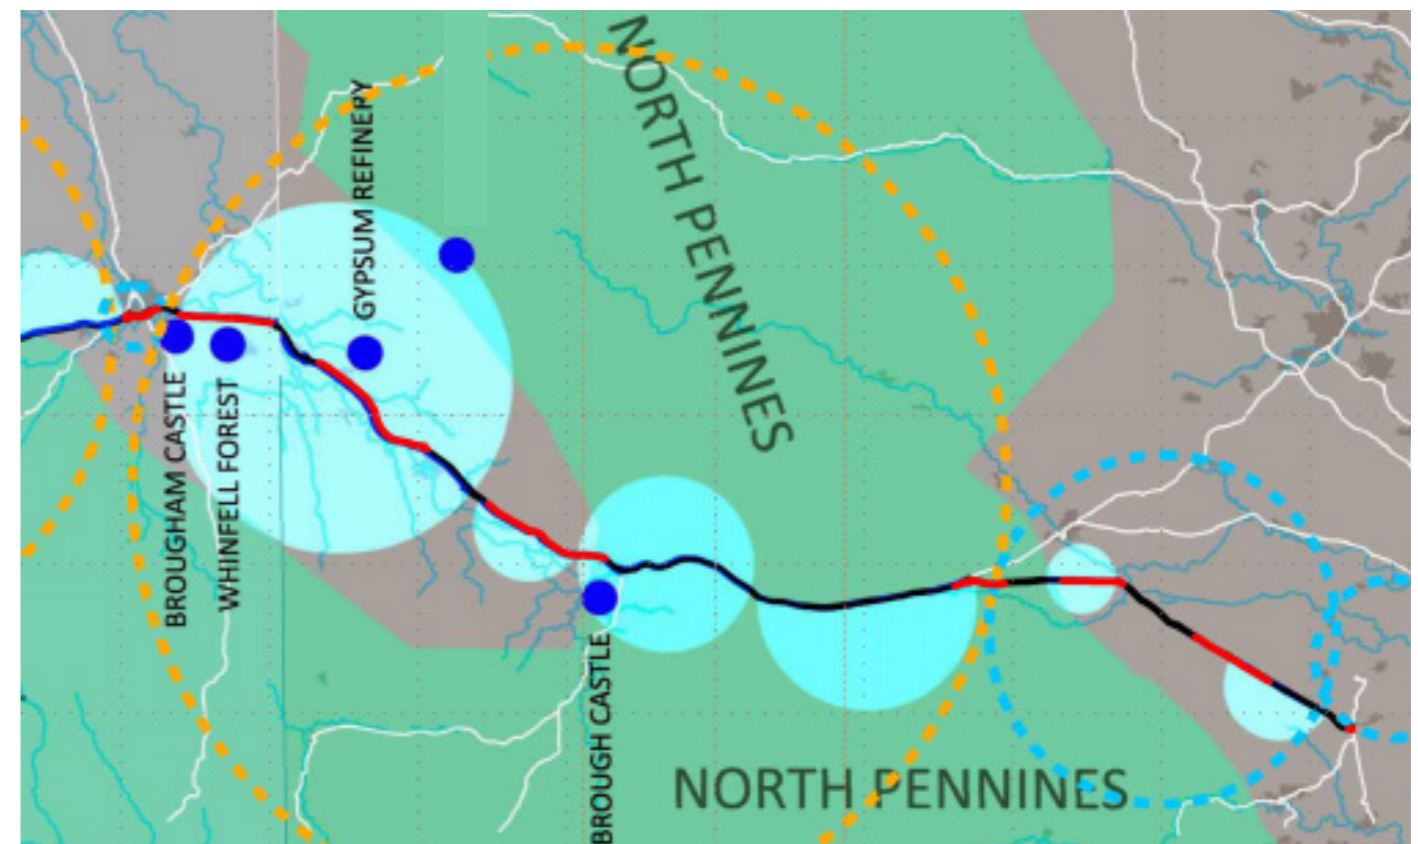 NORTH PENNINES
GYPSUM REFINERY
BROUGHAM CASTLE
WHINFELL FOREST
BROUGH CASTLE
NORTH PENNINES